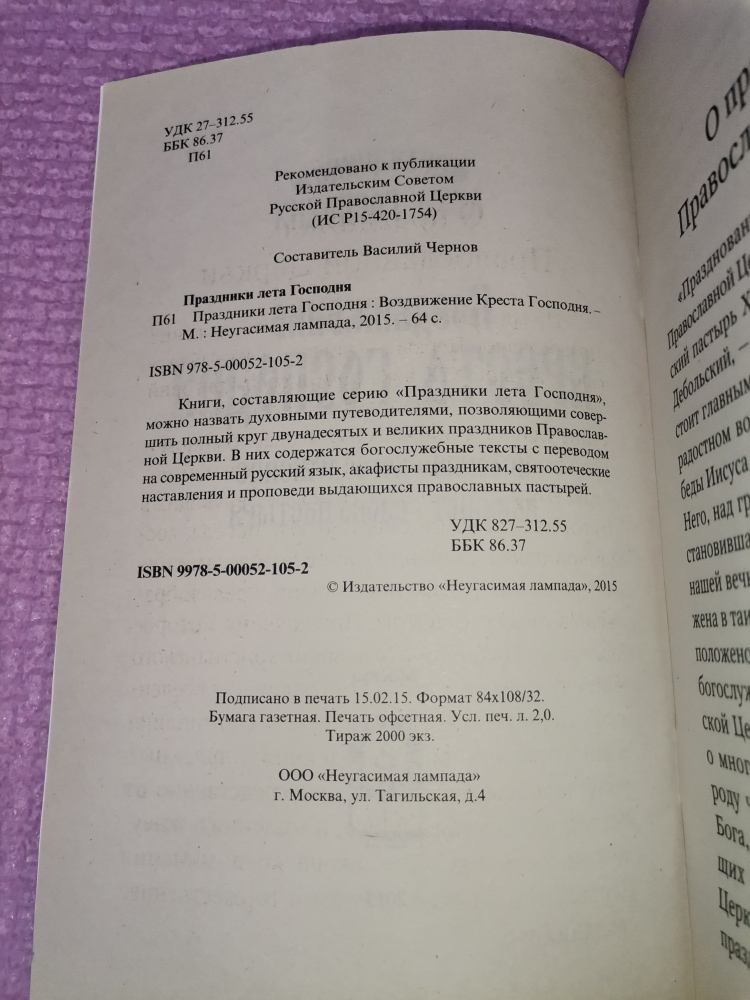 УДК 27–312.55
ББК 86.37
П61
Рекомендовано к публикации
Издательским Советом
Русской Православной Церкви
(ИС Р15-420-1754)
Составитель Василий Чернов
Праздники лета Господня
П61 Праздники лета Господня : Воздвижение Креста Господня. –
М. : Неугасимая лампада, 2015. – 64 с.
ISBN 978-5-00052-105-2
Книги, составляющие серию «Праздники лета Господня»,
можно назвать духовными путеводителями, позволяющими совер-
шить полный круг двунадесятых и великих праздников Православ-
ной Церкви. В них содержатся богослужебные тексты с переводом
на современный русский язык, акафисты праздникам, святоотеческие
наставления и проповеди выдающихся православных пастырей.
УДК 827–312.55
ББК 86.37
ISBN 9978-5-00052-105-2
© Издательство «Неугасимая лампада», 2015
Подписано в печать 15.02.15. Формат 84х108/32.
Бумага газетная. Печать офсетная. Усл. печ. л. 2,0.
Тираж 2000 экз.
ООО «Неугасимая лампада»
г. Москва, ул. Тагильская, д.4
О пр
Правосл
«Празднован
Православной Це
ский пастырь Х
Дебольский, –
стоит главным
радостном во
беды Иисуса
Него, над гр
становивша
нашей вечн
жена в таи
положенс
богослуж
ской Це
о мног
роду ч
Бога,
щих
Церк
празд